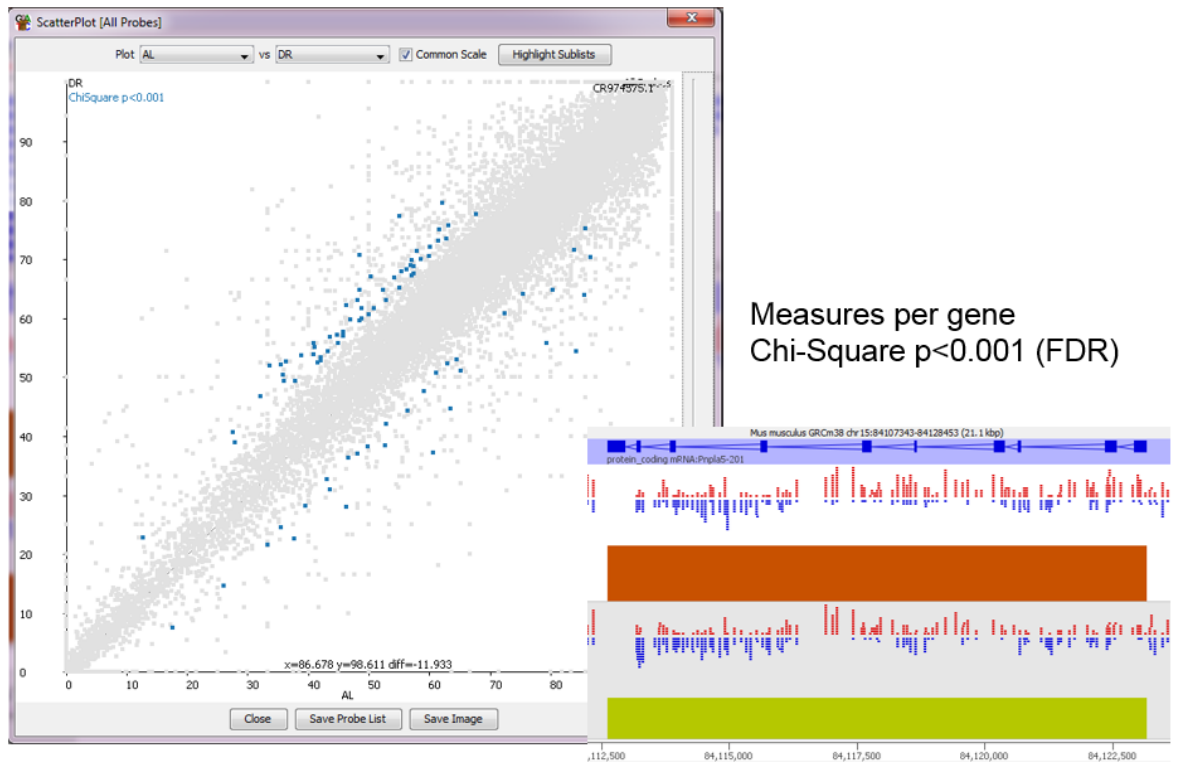 ScatterPlot [All Probes]
Plot AL vs DR Common Scale Highlight Sublists
DR
ChiSquare p<0.001
CR974575.1
90
80
70
60
50
40
30
20
10
0
x=86.678 y=98.611 diff=-11.933
0 10 20 30 40 50 60 70 80
AL
Close Save Probe List Save Image
Measures per gene
Chi-Square p<0.001 (FDR)
Mus musculus GRCm38 chr15:84107343-84128453 (21.1 kbp)
protein_coding mRNA:Pnpla5-201
,112,500 84,115,000 84,117,500 84,120,000 84,122,500